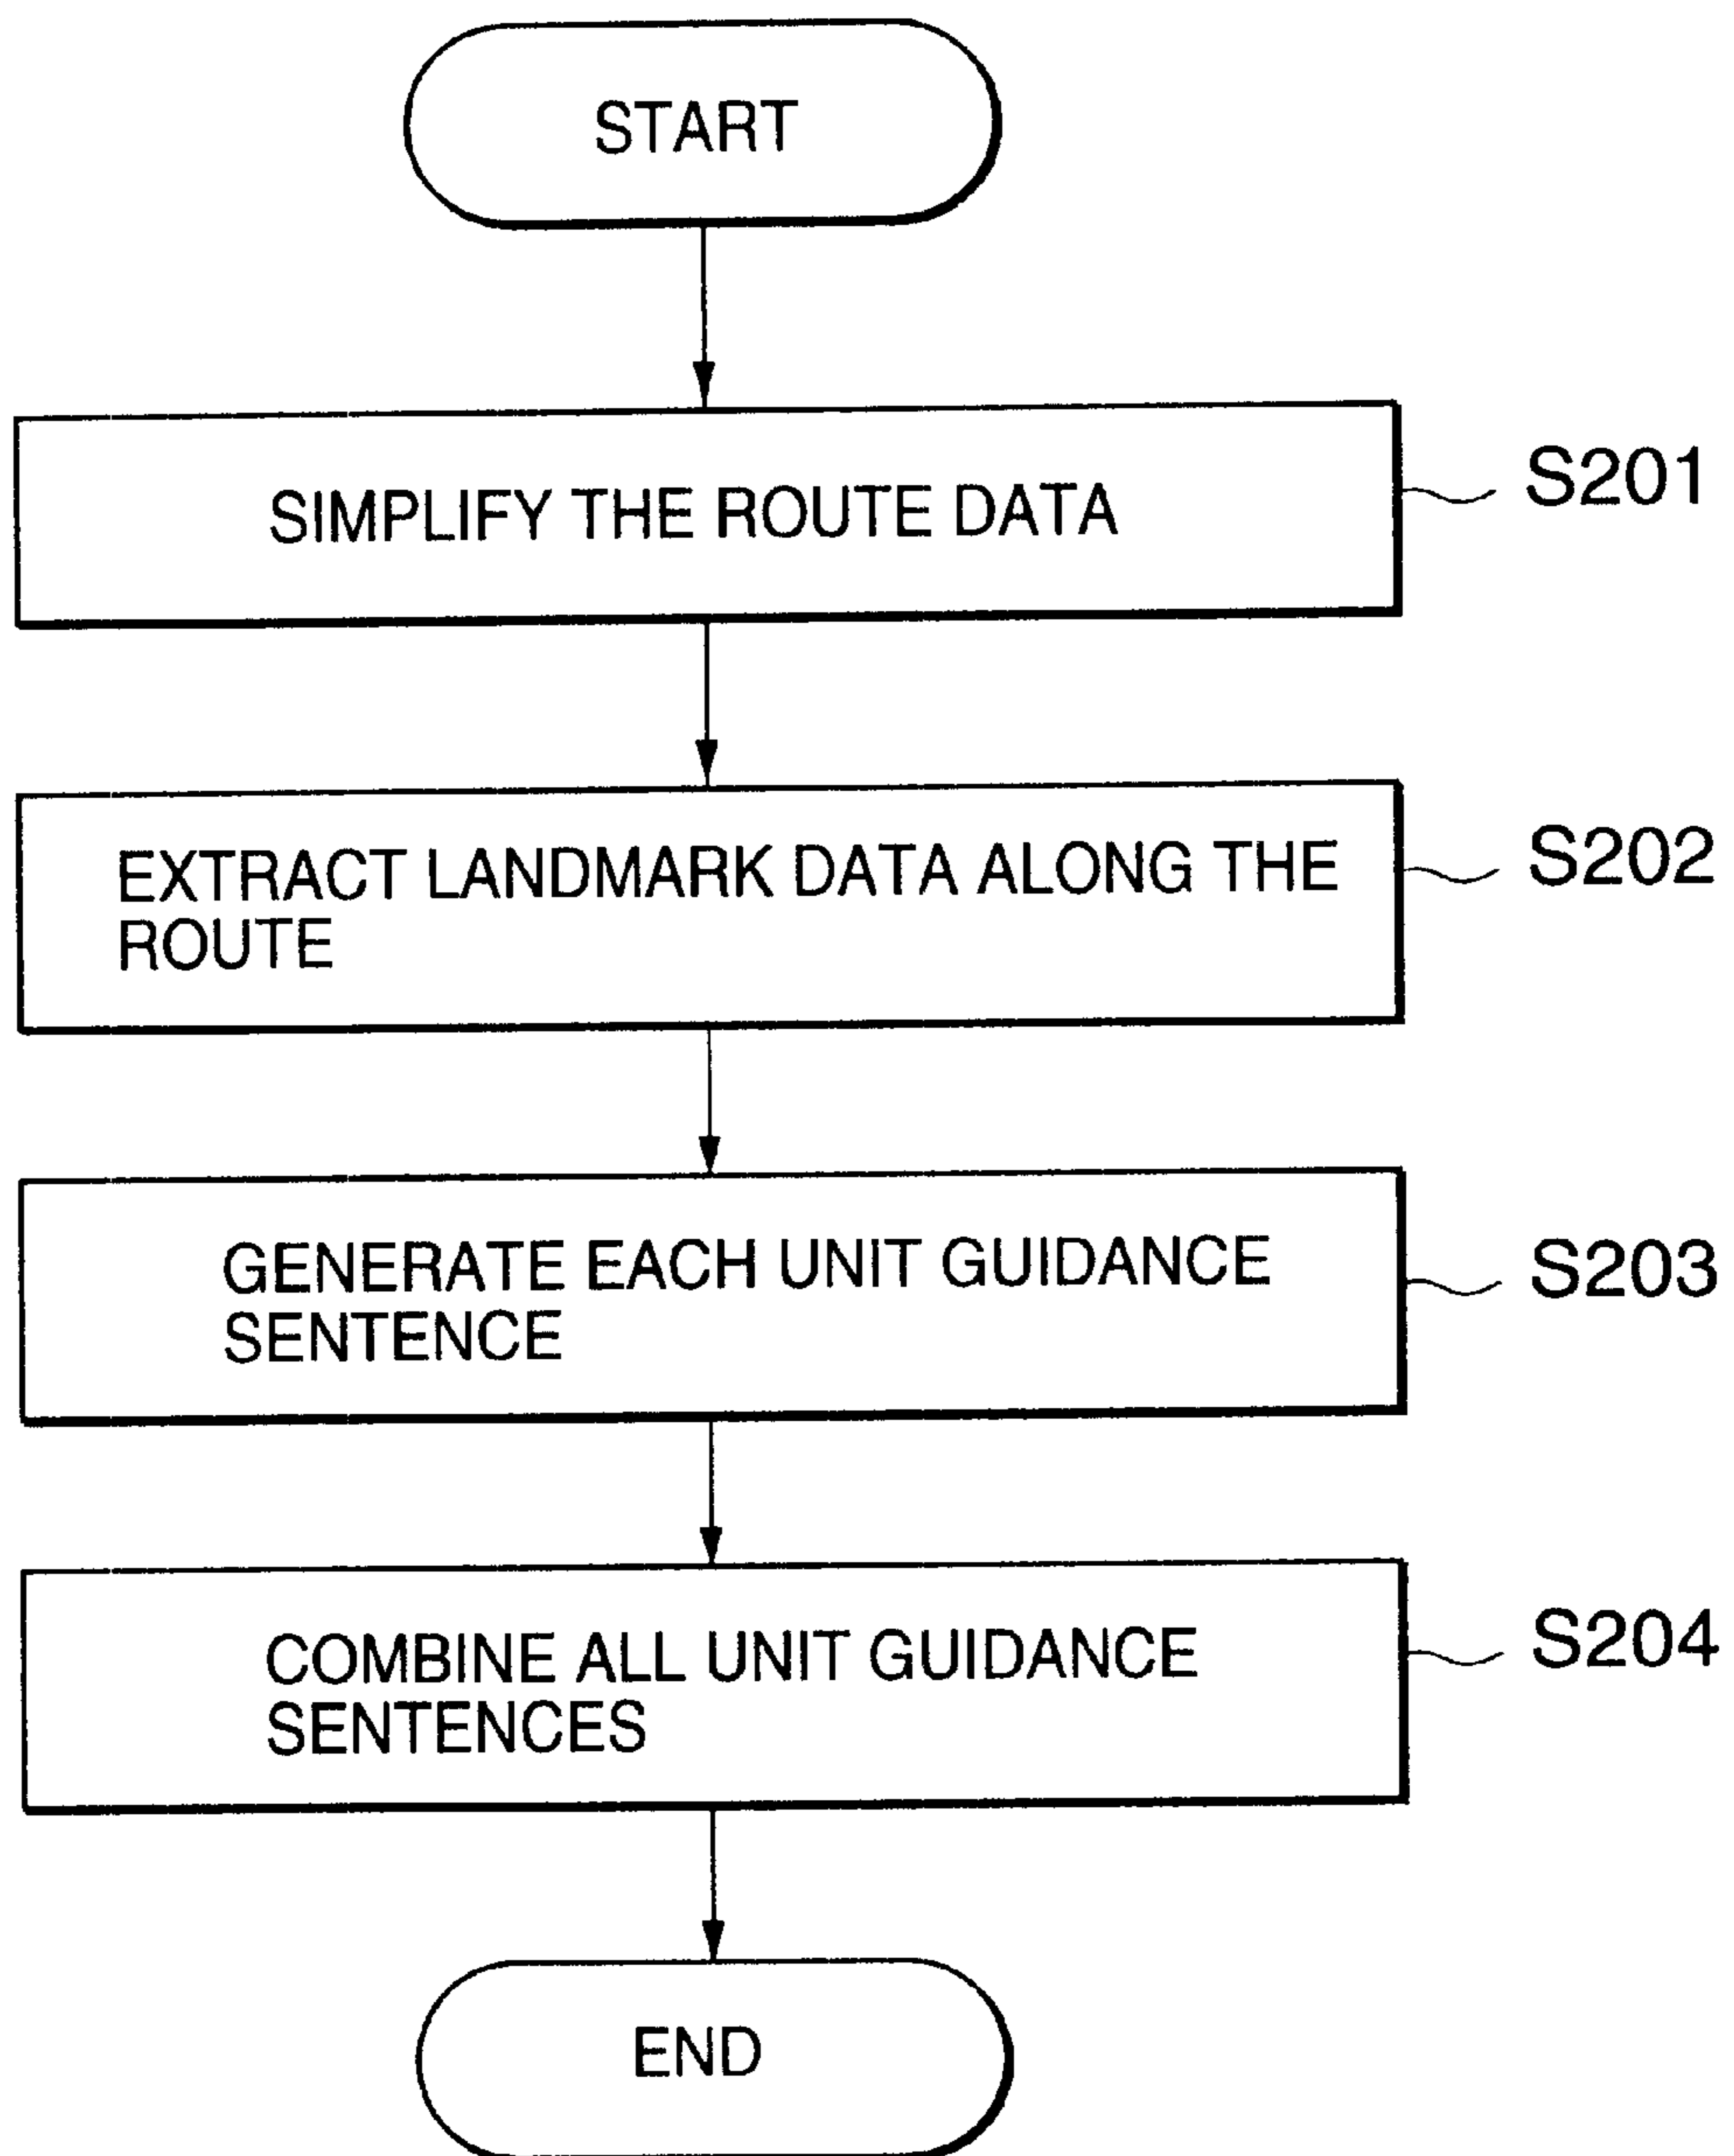 START
SIMPLIFY THE ROUTE DATA
S201
EXTRACT LANDMARK DATA ALONG THE
ROUTE
S202
GENERATE EACH UNIT GUIDANCE
SENTENCE
S203
COMBINE ALL UNIT GUIDANCE
SENTENCES
S204
END